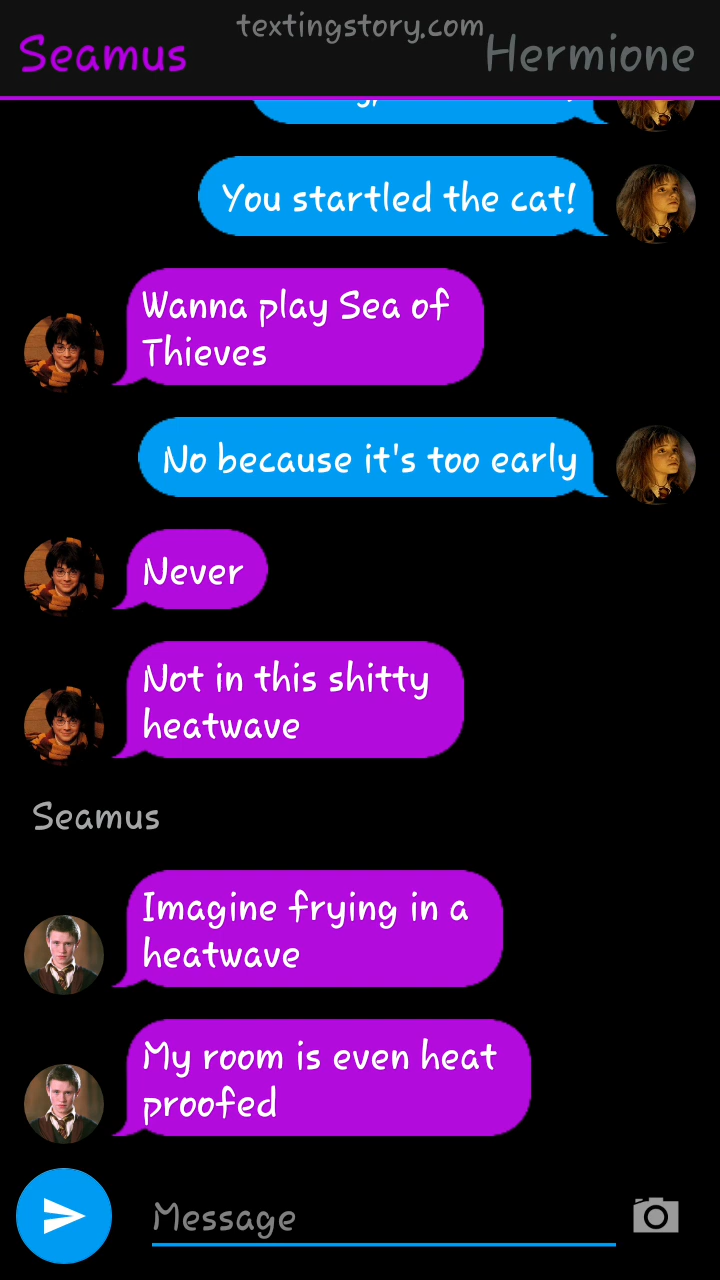 textingstory.com
Seamus
Hermione
You startled the cat!
Wanna play Sea of
Thieves
No because it's too early
Never
Not in this shitty
heatwave
Seamus
Imagine frying in a
heatwave
My room is even heat
proofed
Message